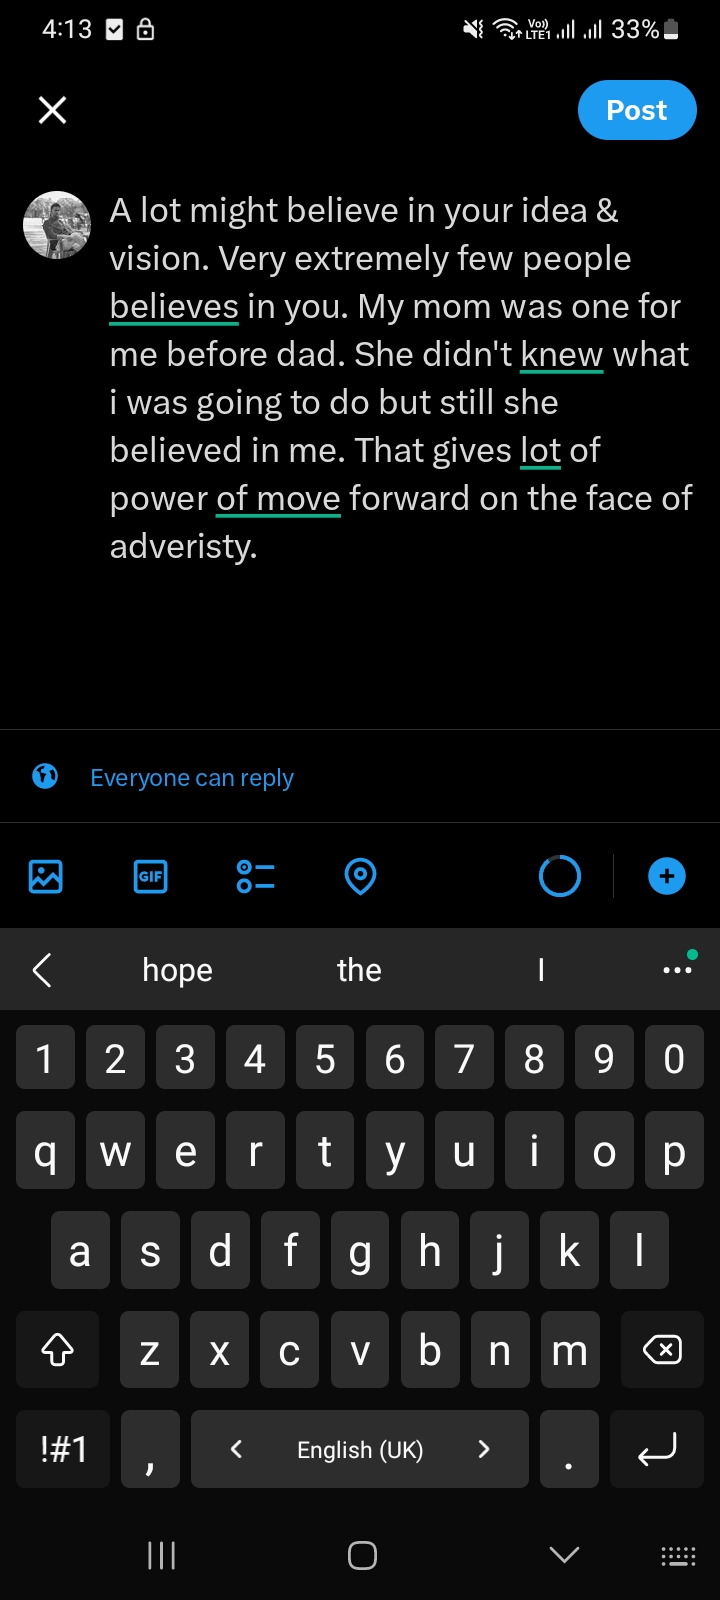 4:13
Vo))
LTE1
33%
Post
A lot might believe in your idea &
vision. Very extremely few people
believes in you. My mom was one for
me before dad. She didn't knew what
i was going to do but still she
believed in me. That gives lot of
power of move forward on the face of
adveristy.
Everyone can reply
GIF
hope the I
1 2 3 4 5 6 7 8 9 0
q w e r t y u i o p
a s d f g h j k l
z x c v b n m
!#1 , < English (UK) > .